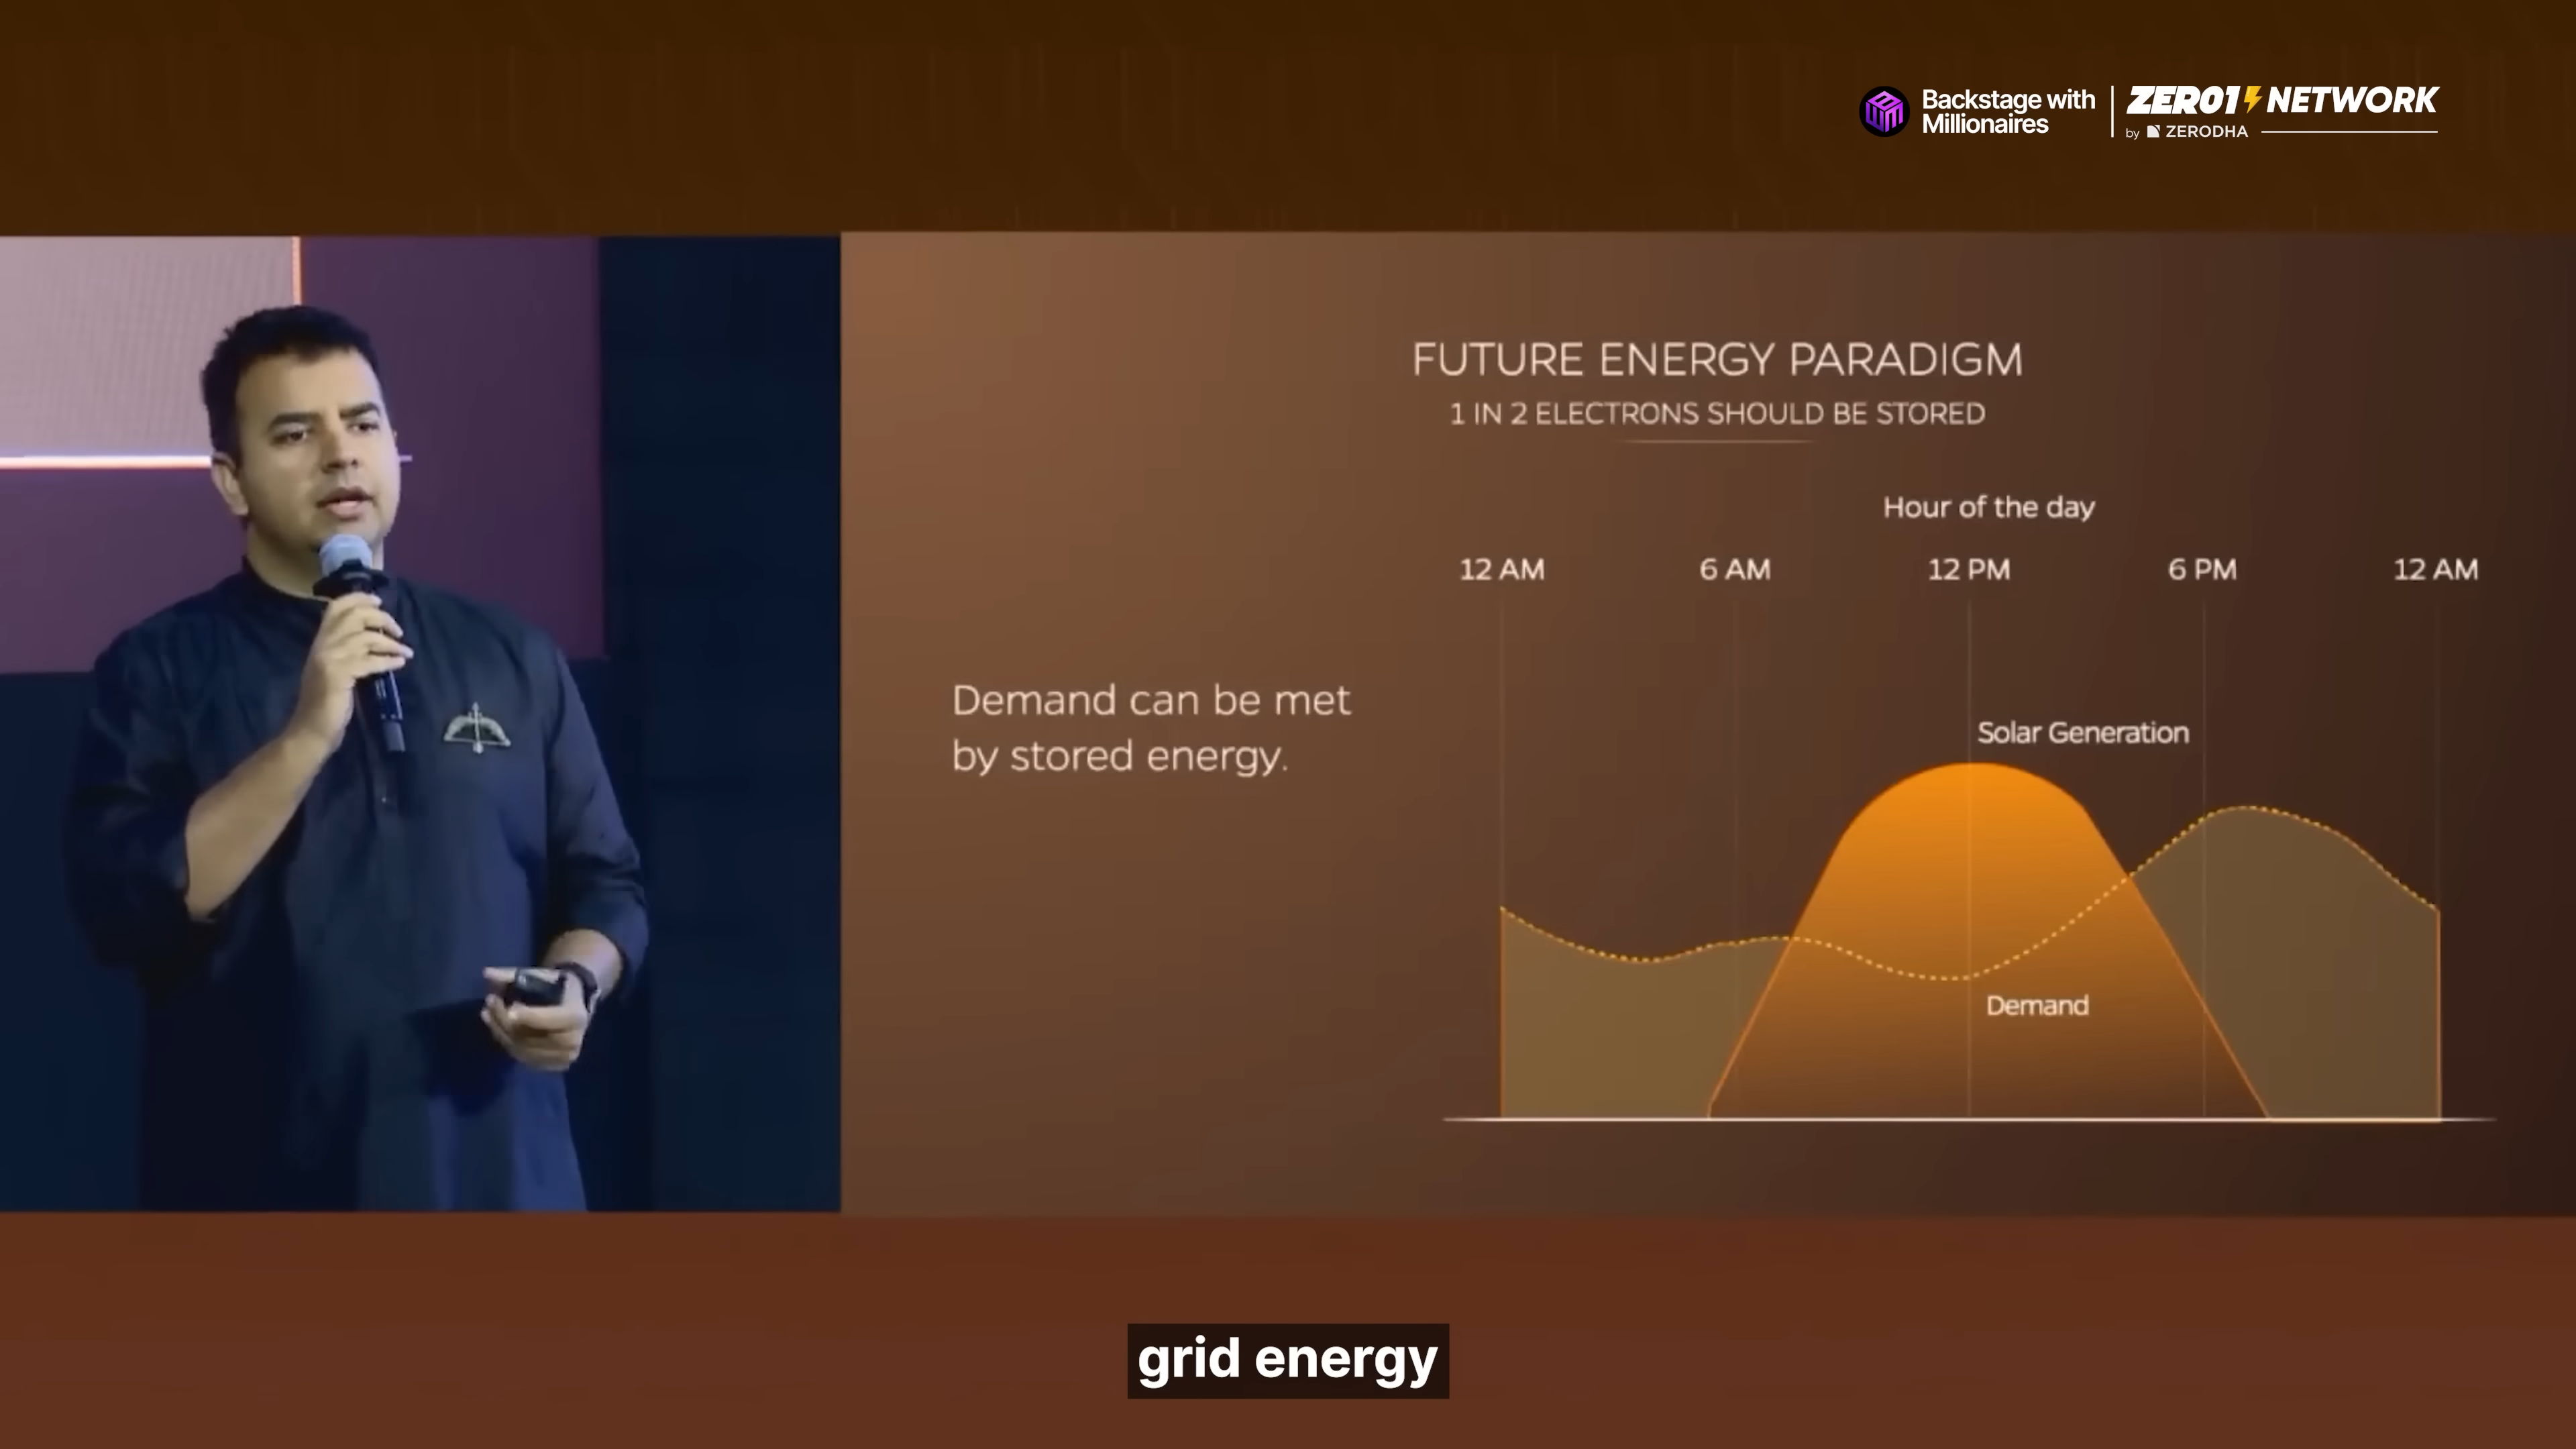 Backstage with
Millionaires
ZERO1 NETWORK
by ZERODHA
FUTURE ENERGY PARADIGM
1 IN 2 ELECTRONS SHOULD BE STORED
Hour of the day
12 AM 6 AM 12 PM 6 PM 12 AM
Demand can be met
by stored energy.
Solar Generation
Demand
grid energy